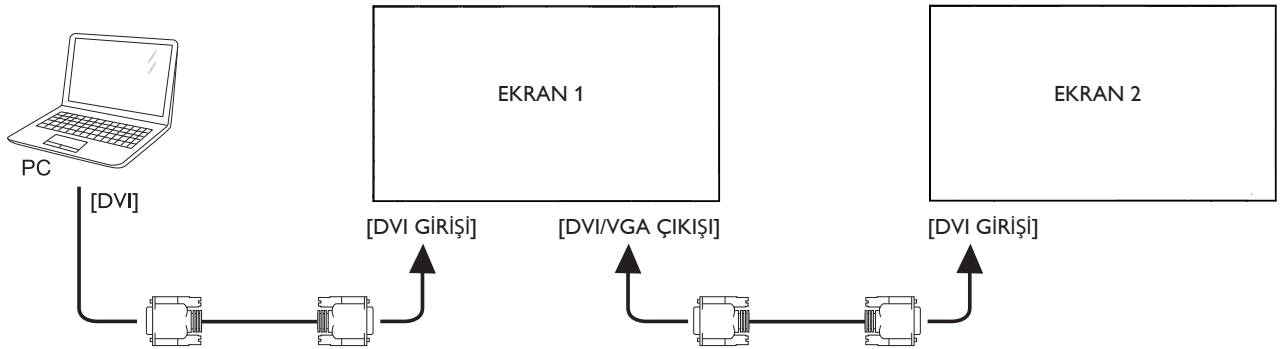 EKRAN 1
EKRAN 2
PC
[DVI]
[DVI GİRİŞİ]
[DVI/VGA ÇIKIŞI]
[DVI GİRİŞİ]